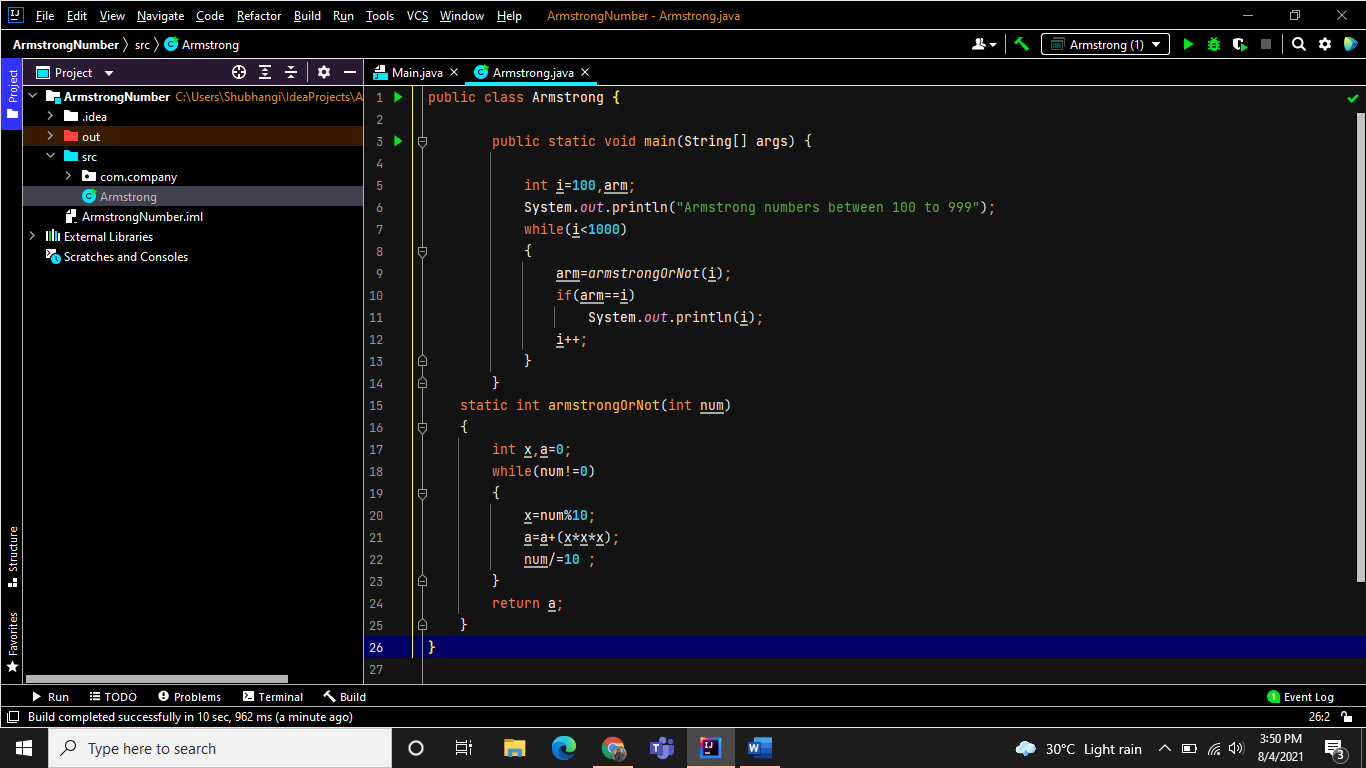 File Edit View Navigate Code Refactor Build Run Tools VCS Window Help ArmstrongNumber - Armstrong.java
ArmstrongNumber src Armstrong Armstrong (1)
Project
Project
Main.java
Armstrong.java
ArmstrongNumber C:\Users\Shubhangi\IdeaProjects\A
.idea
out
src
com.company
Armstrong
ArmstrongNumber.iml
External Libraries
Scratches and Consoles
1 public class Armstrong {
2
3 public static void main(String[] args) {
4
5 int i=100,arm;
6 System.out.println("Armstrong numbers between 100 to 999");
7 while(i<1000)
8 {
9 arm=armstrongOrNot(i);
10 if(arm==i)
11 System.out.println(i);
12 i++;
13 }
14 }
15 static int armstrongOrNot(int num)
16 {
17 int x,a=0;
18 while(num!=0)
19 {
20 x=num%10;
21 a=a+(x*x*x);
22 num/=10 ;
23 }
24 return a;
25 }
26 }
27
Structure
Favorites
Run TODO Problems Terminal Build 1 Event Log
Build completed successfully in 10 sec, 962 ms (a minute ago) 26:2
Type here to search
30°C Light rain
3:50 PM
8/4/2021
3